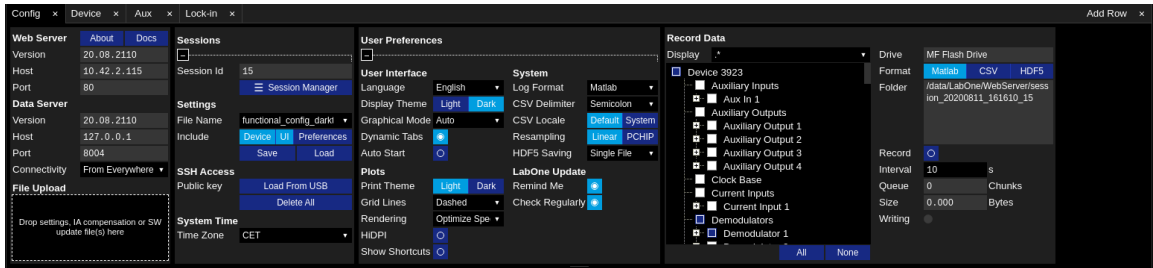 Config × Device × Aux × Lock-in × Add Row ×
Web Server About Docs
Version 20.08.2110
Host 10.42.2.115
Port 80
Data Server
Version 20.08.2110
Host 127.0.0.1
Port 8004
Connectivity From Everywhere
File Upload
Drop settings, IA compensation or SW
update file(s) here
Sessions
Session Id 15
Session Manager
Settings
File Name functional_config_dark
Include Device UI Preferences
Save Load
SSH Access
Public key Load From USB
Delete All
System Time
Time Zone CET
User Preferences
User Interface
Language English
Display Theme Light Dark
Graphical Mode Auto
Dynamic Tabs
Auto Start
Plots
Print Theme Light Dark
Grid Lines Dashed
Rendering Optimize Spe
HiDPI
Show Shortcuts
System
Log Format Matlab
CSV Delimiter Semicolon
CSV Locale Default System
Resampling Linear PCHIP
HDF5 Saving Single File
LabOne Update
Remind Me
Check Regularly
Record Data
Display .*
Device 3923
Auxiliary Inputs
Aux In 1
Auxiliary Outputs
Auxiliary Output 1
Auxiliary Output 2
Auxiliary Output 3
Auxiliary Output 4
Clock Base
Current Inputs
Current Input 1
Demodulators
Demodulator 1
All None
Drive MF Flash Drive
Format Matlab CSV HDF5
Folder /data/LabOne/WebServer/sess
ion_20200811_161610_15
Record
Interval 10 s
Queue 0 Chunks
Size 0.000 Bytes
Writing